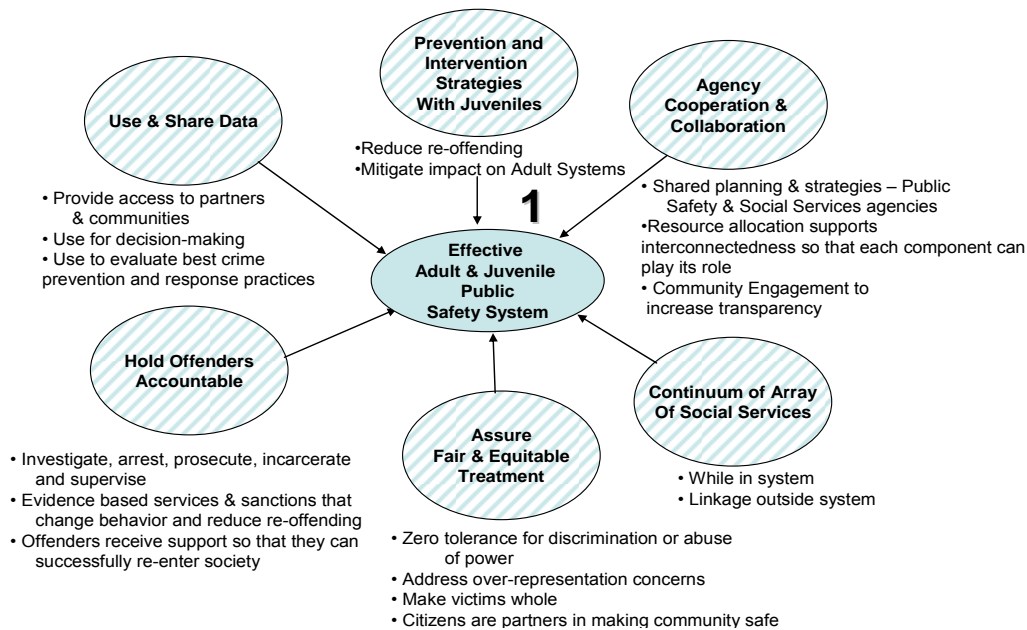 Prevention and
Intervention
Strategies
With Juveniles
•Reduce re-offending
•Mitigate impact on Adult Systems
Use & Share Data
• Provide access to partners
& communities
• Use for decision-making
• Use to evaluate best crime
prevention and response practices
Agency
Cooperation &
Collaboration
• Shared planning & strategies – Public
Safety & Social Services agencies
•Resource allocation supports
interconnectedness so that each component can
play its role
• Community Engagement to
increase transparency
1
Effective
Adult & Juvenile
Public
Safety System
Hold Offenders
Accountable
• Investigate, arrest, prosecute, incarcerate
and supervise
• Evidence based services & sanctions that
change behavior and reduce re-offending
• Offenders receive support so that they can
successfully re-enter society
Assure
Fair & Equitable
Treatment
• Zero tolerance for discrimination or abuse
of power
• Address over-representation concerns
• Make victims whole
• Citizens are partners in making community safe
Continuum of Array
Of Social Services
• While in system
• Linkage outside system